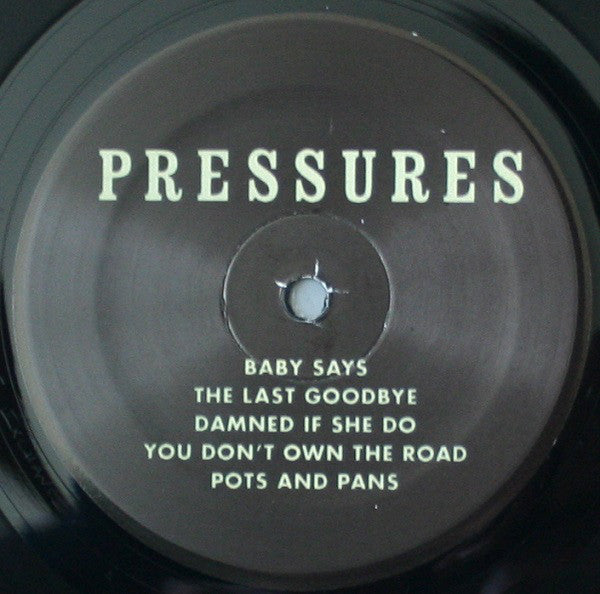 PRESSURES
BABY SAYS
THE LAST GOODBYE
DAMNED IF SHE DO
YOU DON'T OWN THE ROAD
POTS AND PANS